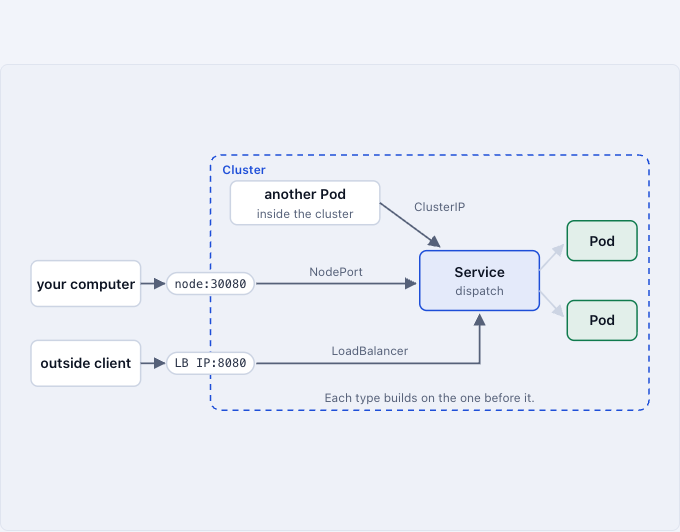 Cluster
another Pod
inside the cluster
ClusterIP
Pod
your computer
node:30080
NodePort
Service
dispatch
Pod
outside client
LB IP:8080
LoadBalancer
Each type builds on the one before it.